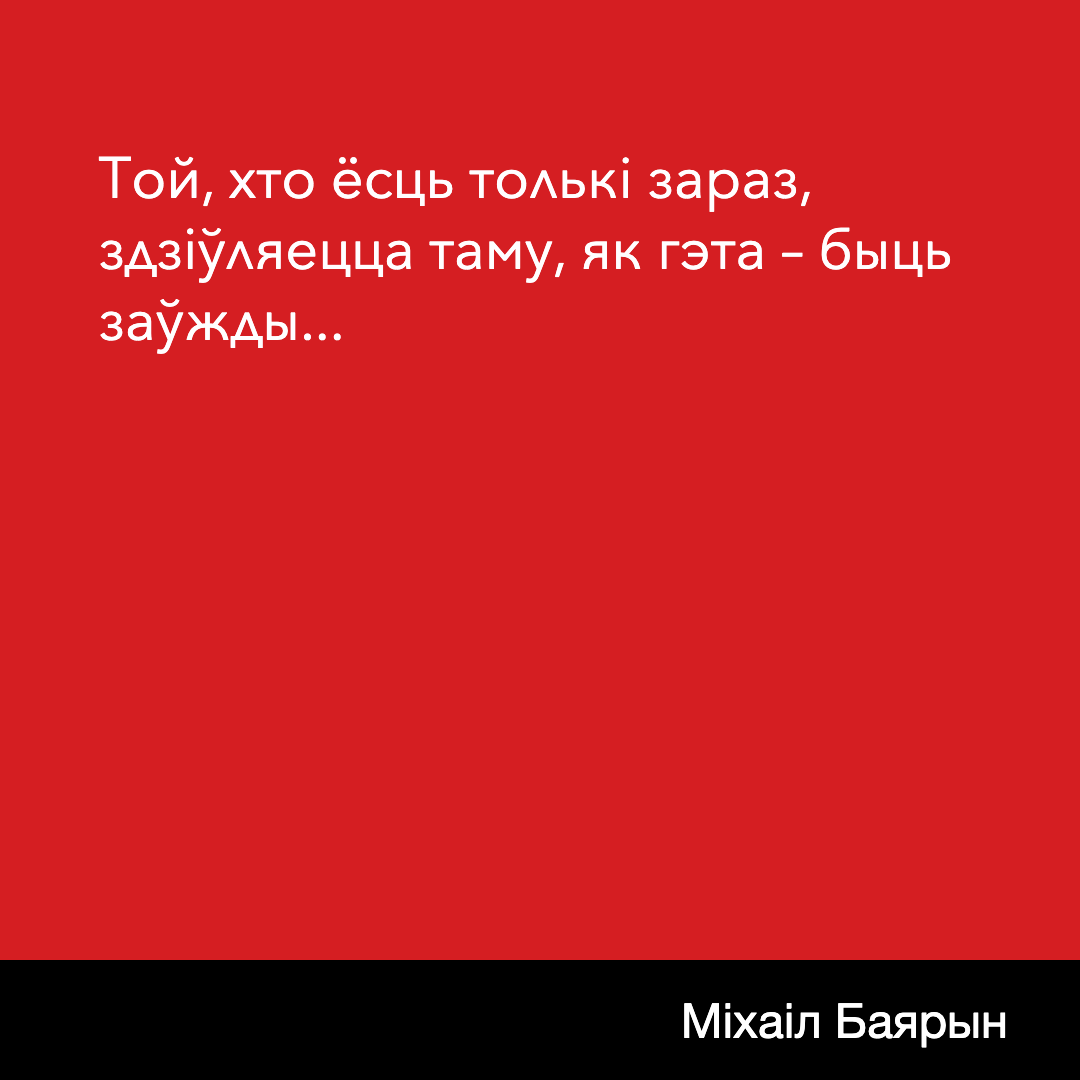 Той, хто ёсць толькі зараз,
здзіўляецца таму, як гэта – быць
заўжды...
Міхаіл Баярын